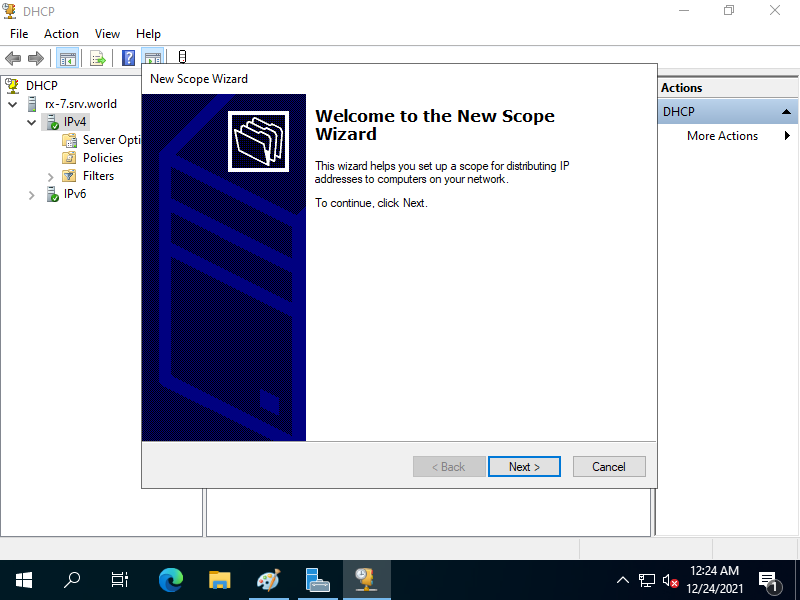 DHCP
File Action View Help
DHCP
rx-7.srv.world
IPv4
Server Opti
Policies
Filters
IPv6
New Scope Wizard
Welcome to the New Scope
Wizard
This wizard helps you set up a scope for distributing IP
addresses to computers on your network.
To continue, click Next.
< Back
Next >
Cancel
Actions
DHCP
More Actions
12:24 AM
12/24/2021
1